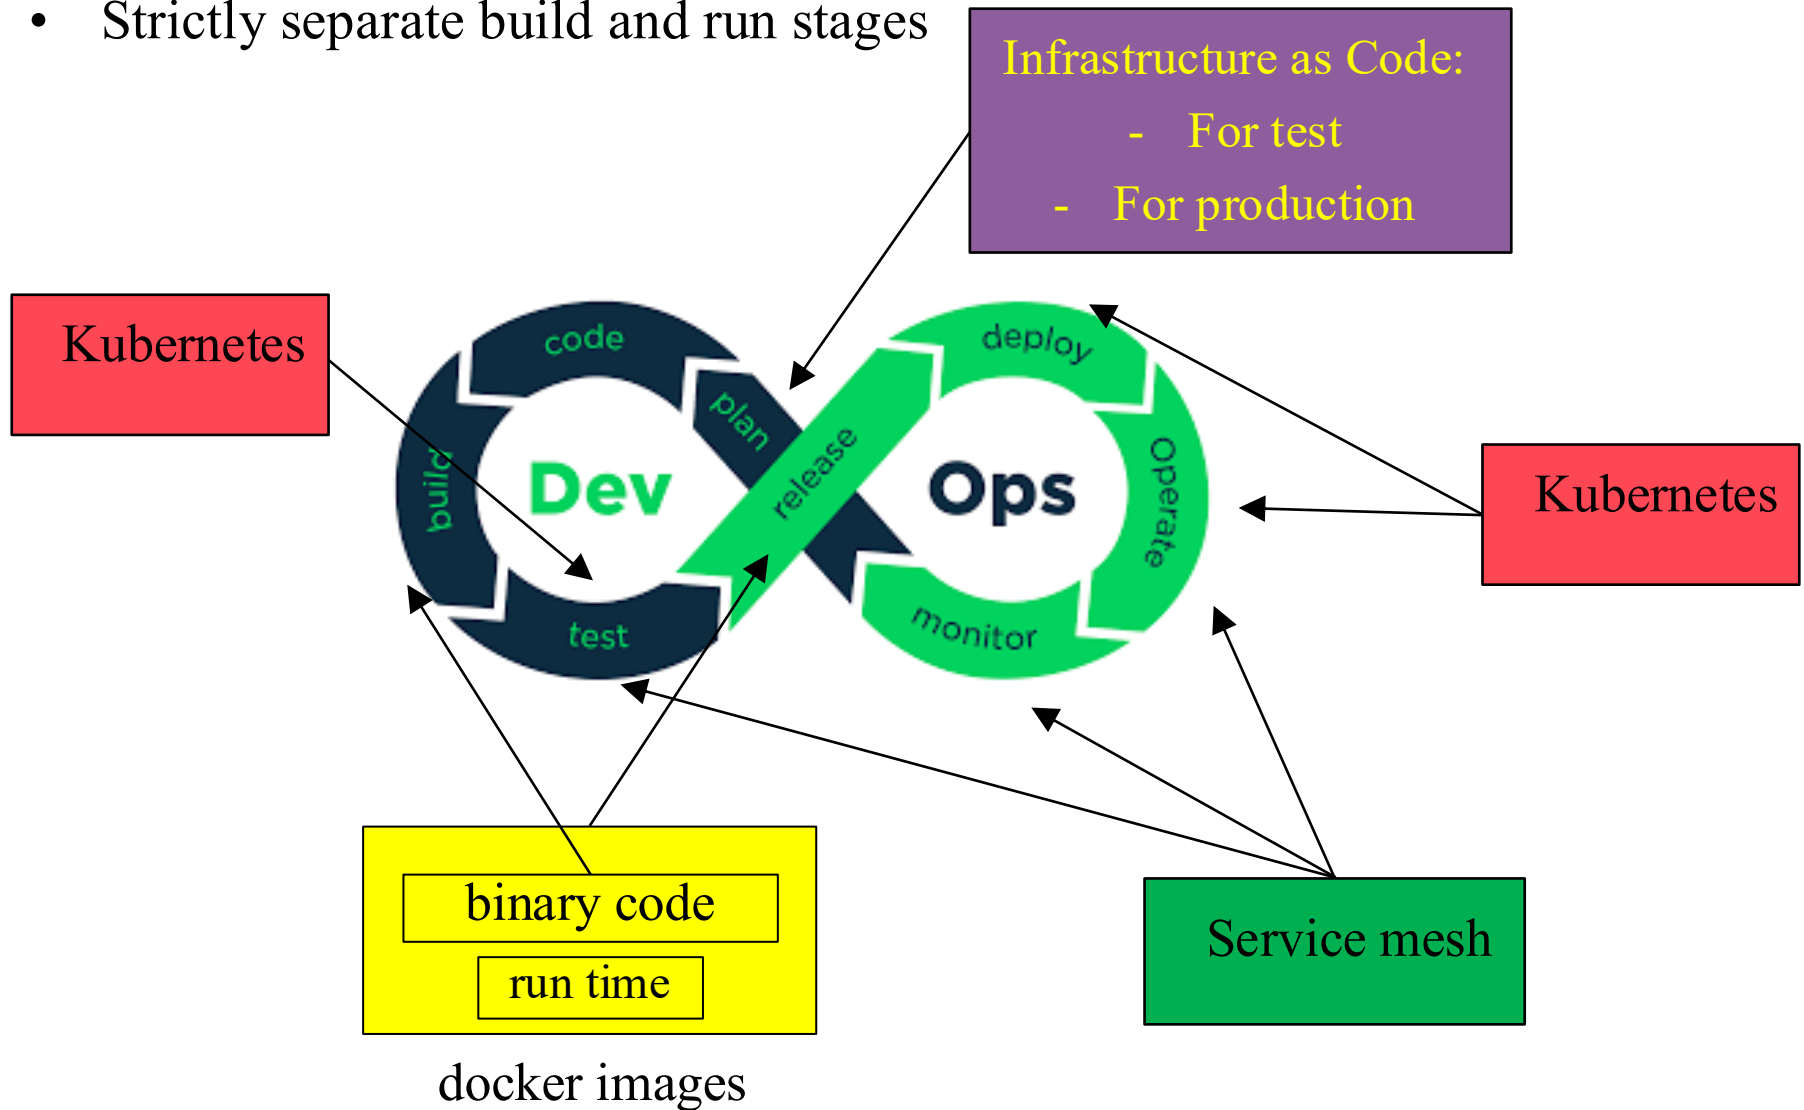 • Strictly separate build and run stages
Infrastructure as Code:
- For test
- For production
Kubernetes
code
deploy
plan
release
build
Dev
Ops
Operate
Kubernetes
test
monitor
binary code
run time
docker images
Service mesh